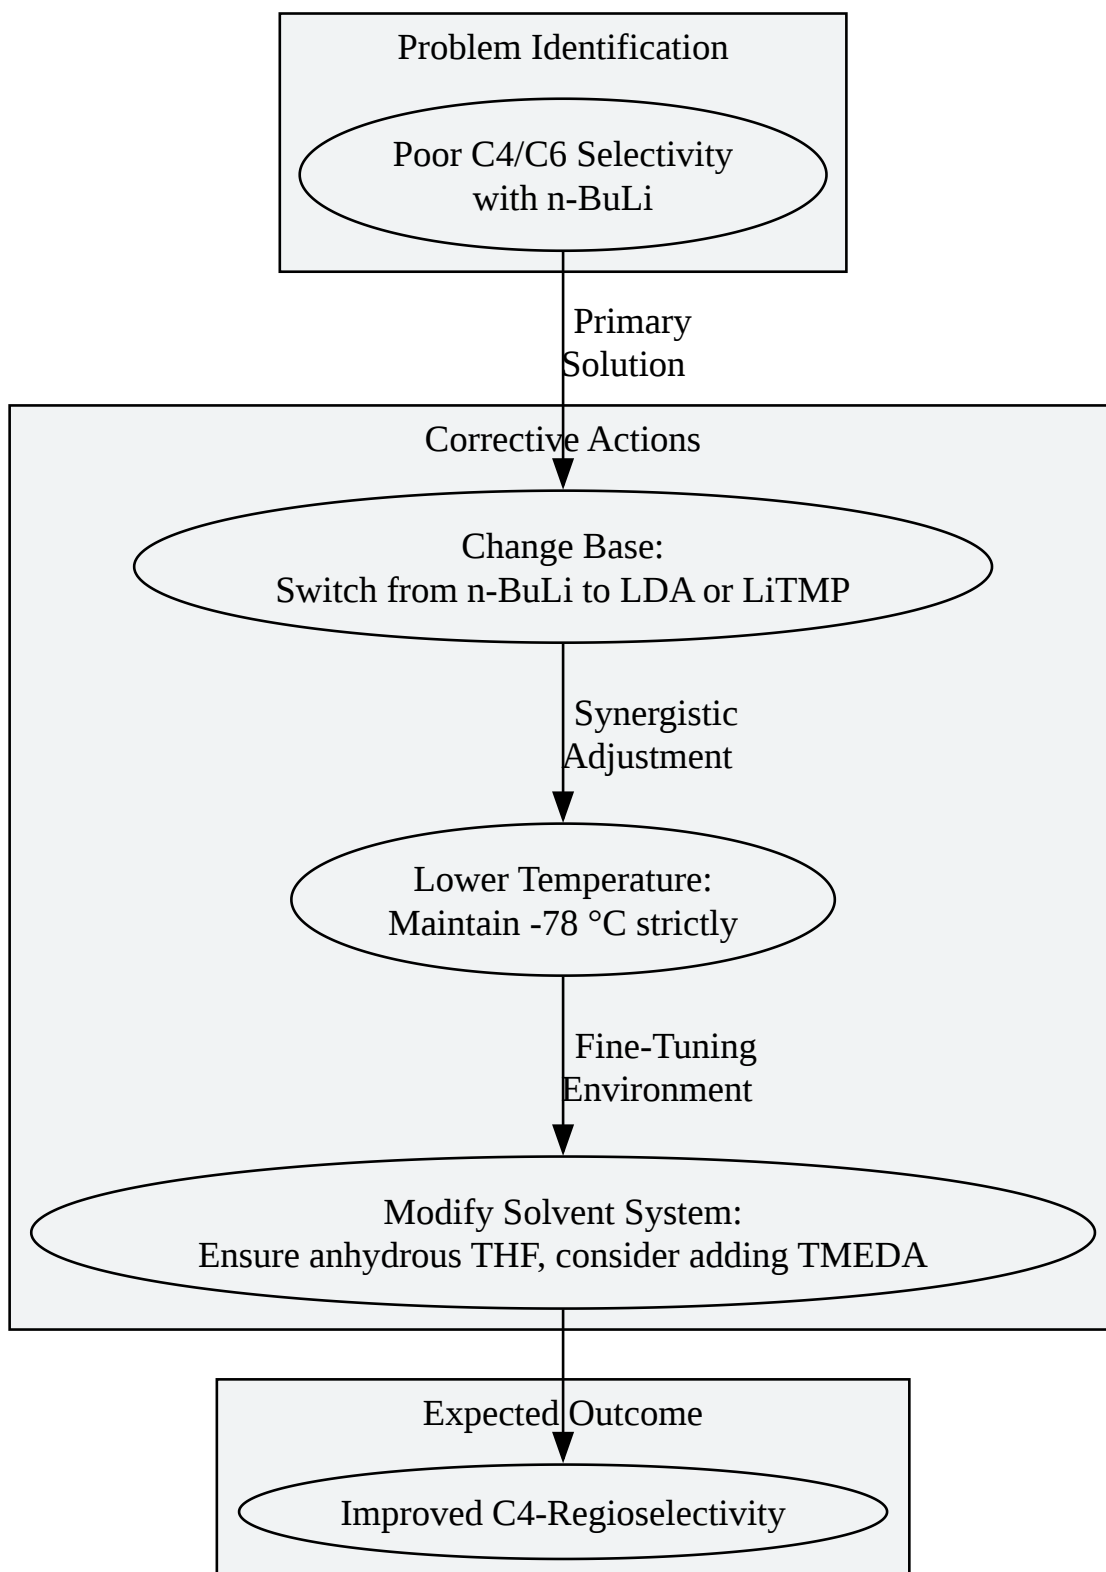 Problem Identification
Poor C4/C6 Selectivity
with n-BuLi
Primary
Solution
Corrective Actions
Change Base:
Switch from n-BuLi to LDA or LiTMP
Synergistic
Adjustment
Lower Temperature:
Maintain -78 °C strictly
Fine-Tuning
Environment
Modify Solvent System:
Ensure anhydrous THF, consider adding TMEDA
Expected Outcome
Improved C4-Regioselectivity